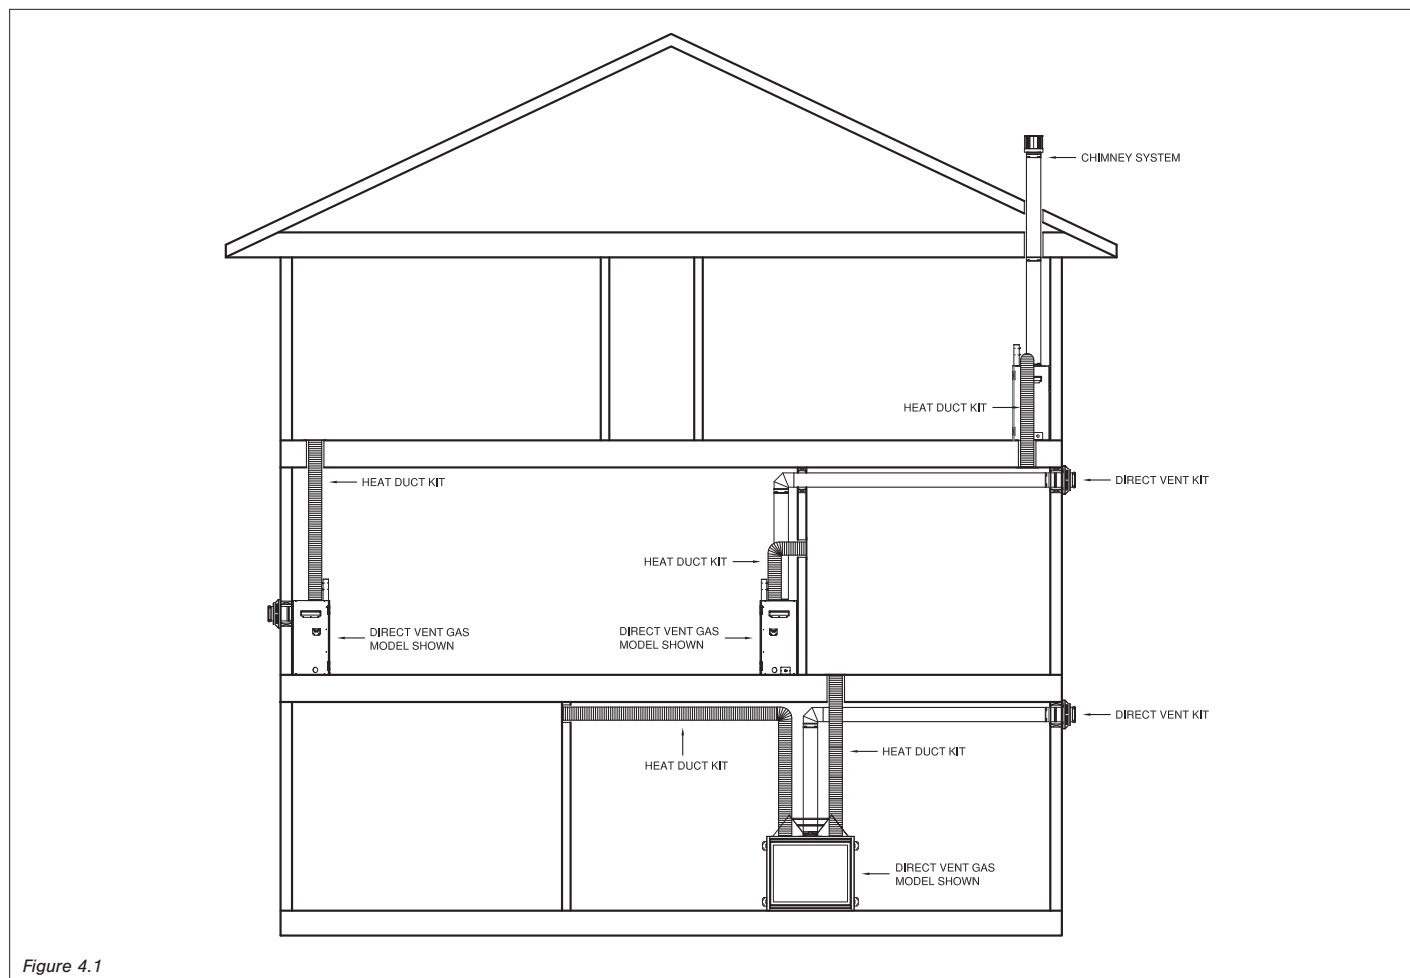 CHIMNEY SYSTEM
HEAT DUCT KIT
HEAT DUCT KIT
DIRECT VENT KIT
HEAT DUCT KIT
DIRECT VENT GAS
MODEL SHOWN
DIRECT VENT GAS
MODEL SHOWN
DIRECT VENT KIT
HEAT DUCT KIT
HEAT DUCT KIT
DIRECT VENT GAS
MODEL SHOWN
Figure 4.1